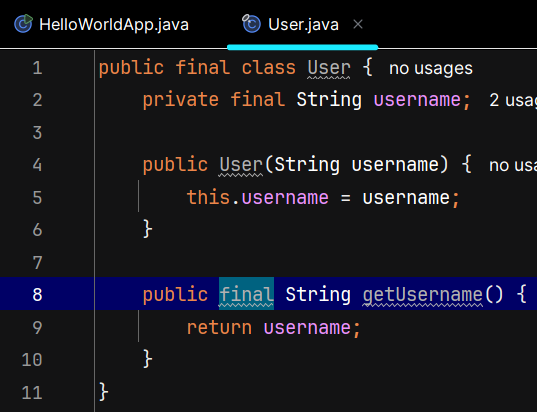 HelloWorldApp.java User.java ×
1 public final class User { no usages
2 private final String username; 2 usa
3
4 public User(String username) { no usa
5 this.username = username;
6 }
7
8 public final String getUsername() {
9 return username;
10 }
11 }